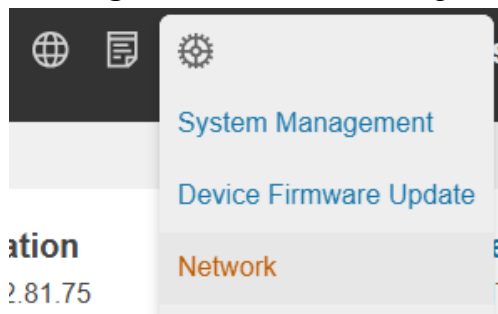 System Management
Device Firmware Update
ation
Network
2.81.75